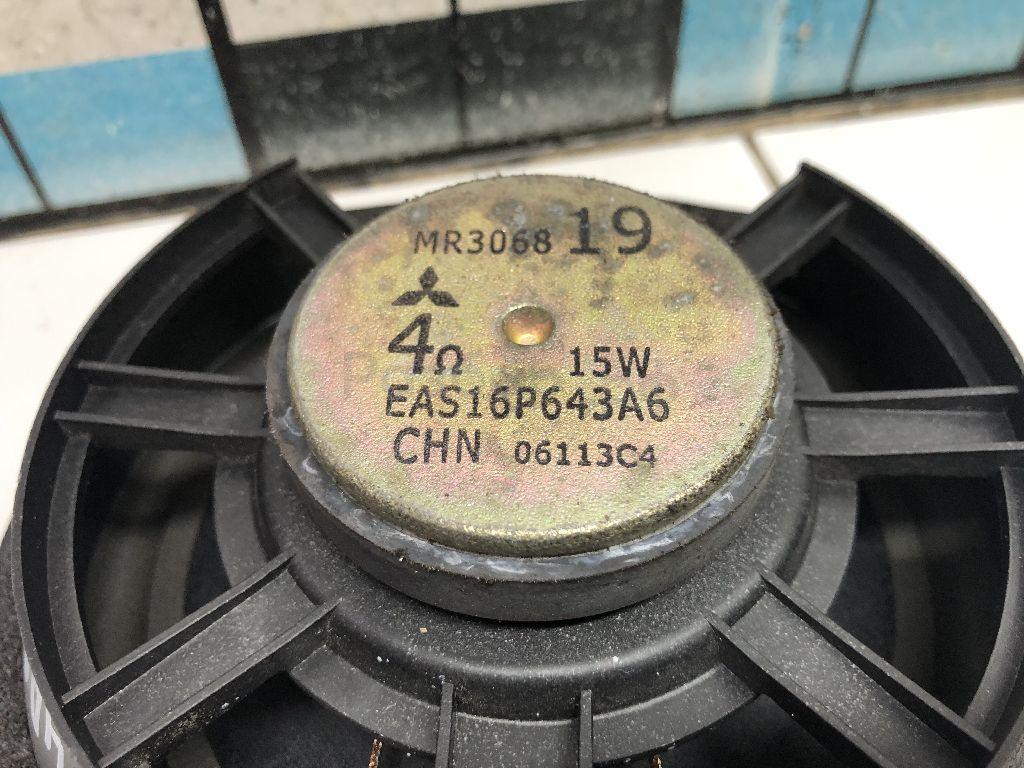 MR3068 19
4Ω 15W
EAS16P643A6
CHN 06113C4